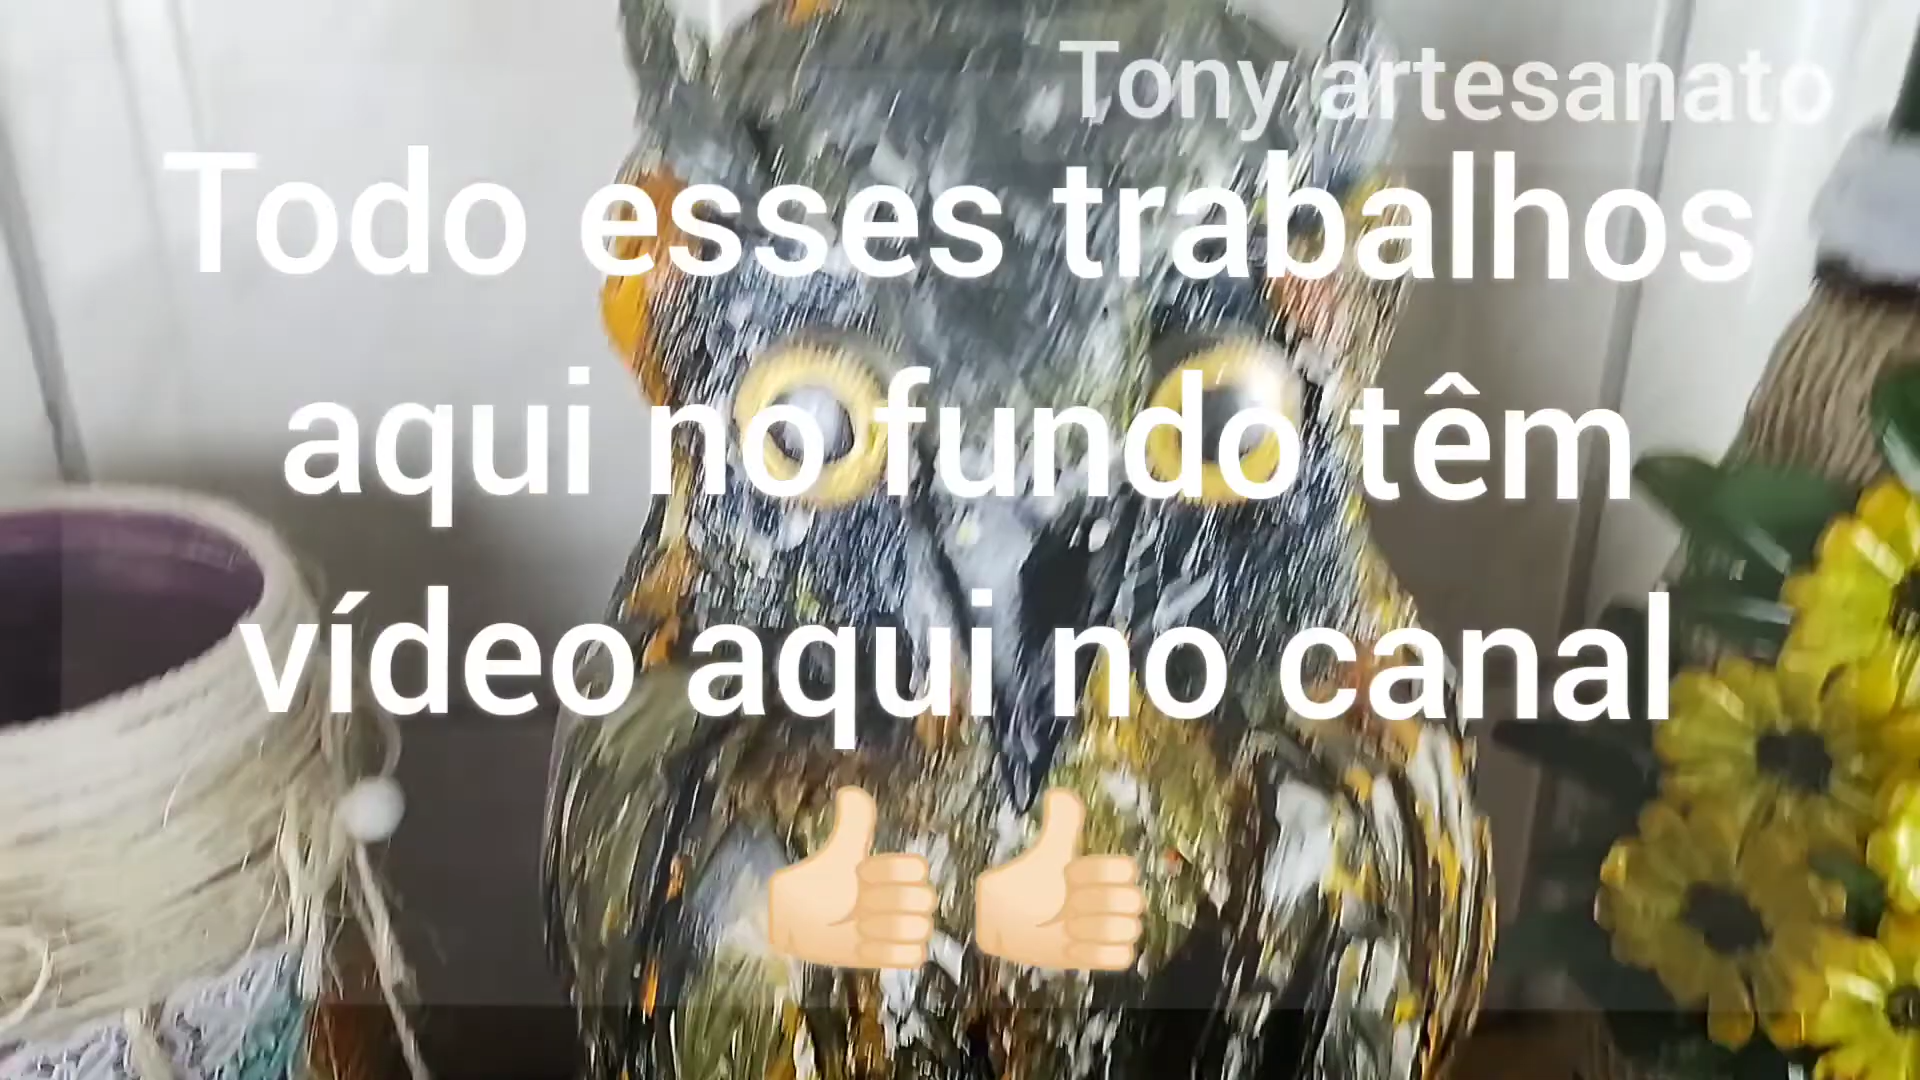 Tony artesanato
Todo esses trabalhos
aqui no fundo têm
vídeo aqui no canal
👍🏻👍🏻